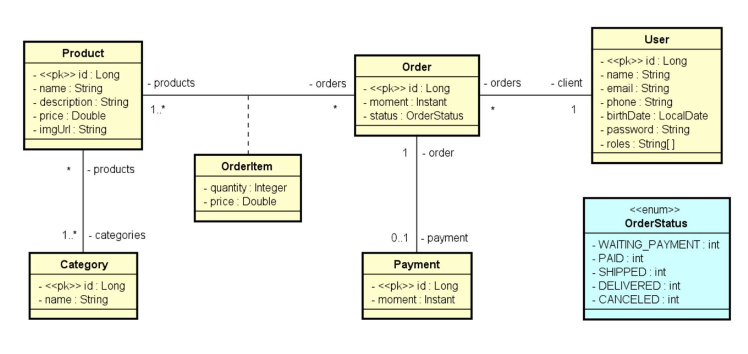 Product
- <<pk>> id : Long
- name : String
- description : String
- price : Double
- imgUrl : String
- products
1..*
- orders
*
Order
- <<pk>> id : Long
- moment : Instant
- status : OrderStatus
- orders
*
- client
1
User
- <<pk>> id : Long
- name : String
- email : String
- phone : String
- birthDate : LocalDate
- password : String
- roles : String[ ]
OrderItem
- quantity : Integer
- price : Double
* - products
1..* - categories
1 - order
0..1 - payment
Category
- <<pk>> id : Long
- name : String
Payment
- <<pk>> id : Long
- moment : Instant
<<enum>>
OrderStatus
- WAITING_PAYMENT : int
- PAID : int
- SHIPPED : int
- DELIVERED : int
- CANCELED : int